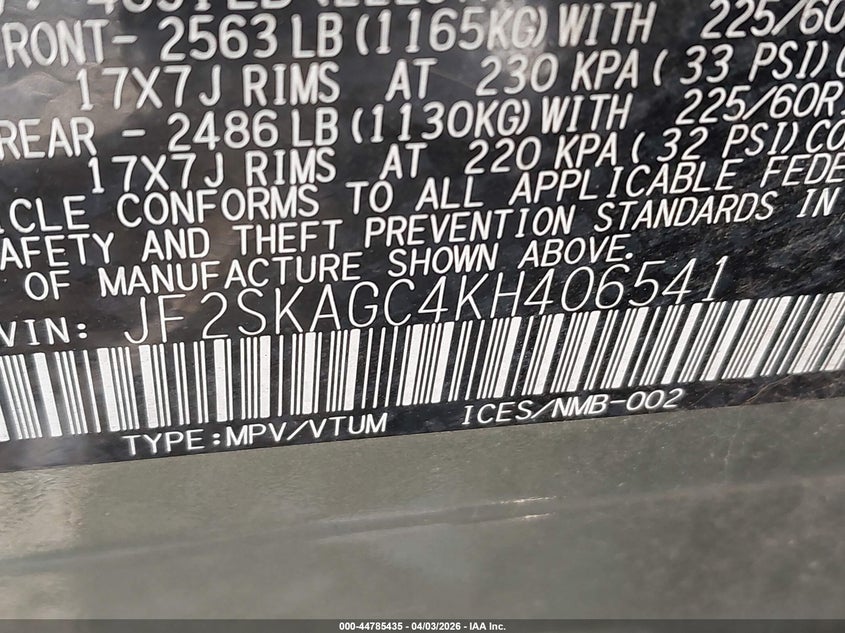 FRONT- 2563 LB (1165KG) WITH 225/60
17X7J RIMS AT 230 KPA ( 33 PSI) C
REAR - 2486 LB (1130KG) WITH 225/60R
17X7J RIMS AT 220 KPA ( 32 PSI) CO
ICLE CONFORMS TO ALL APPLICABLE FEDE
AFETY AND THEFT PREVENTION STANDARDS IN
OF MANUFACTURE SHOWN ABOVE.
VIN: JF2SKAGC4KH406541
TYPE:MPV/VTUM ICES/NMB-002
000-44785435 - 04/03/2026 - IAA Inc.